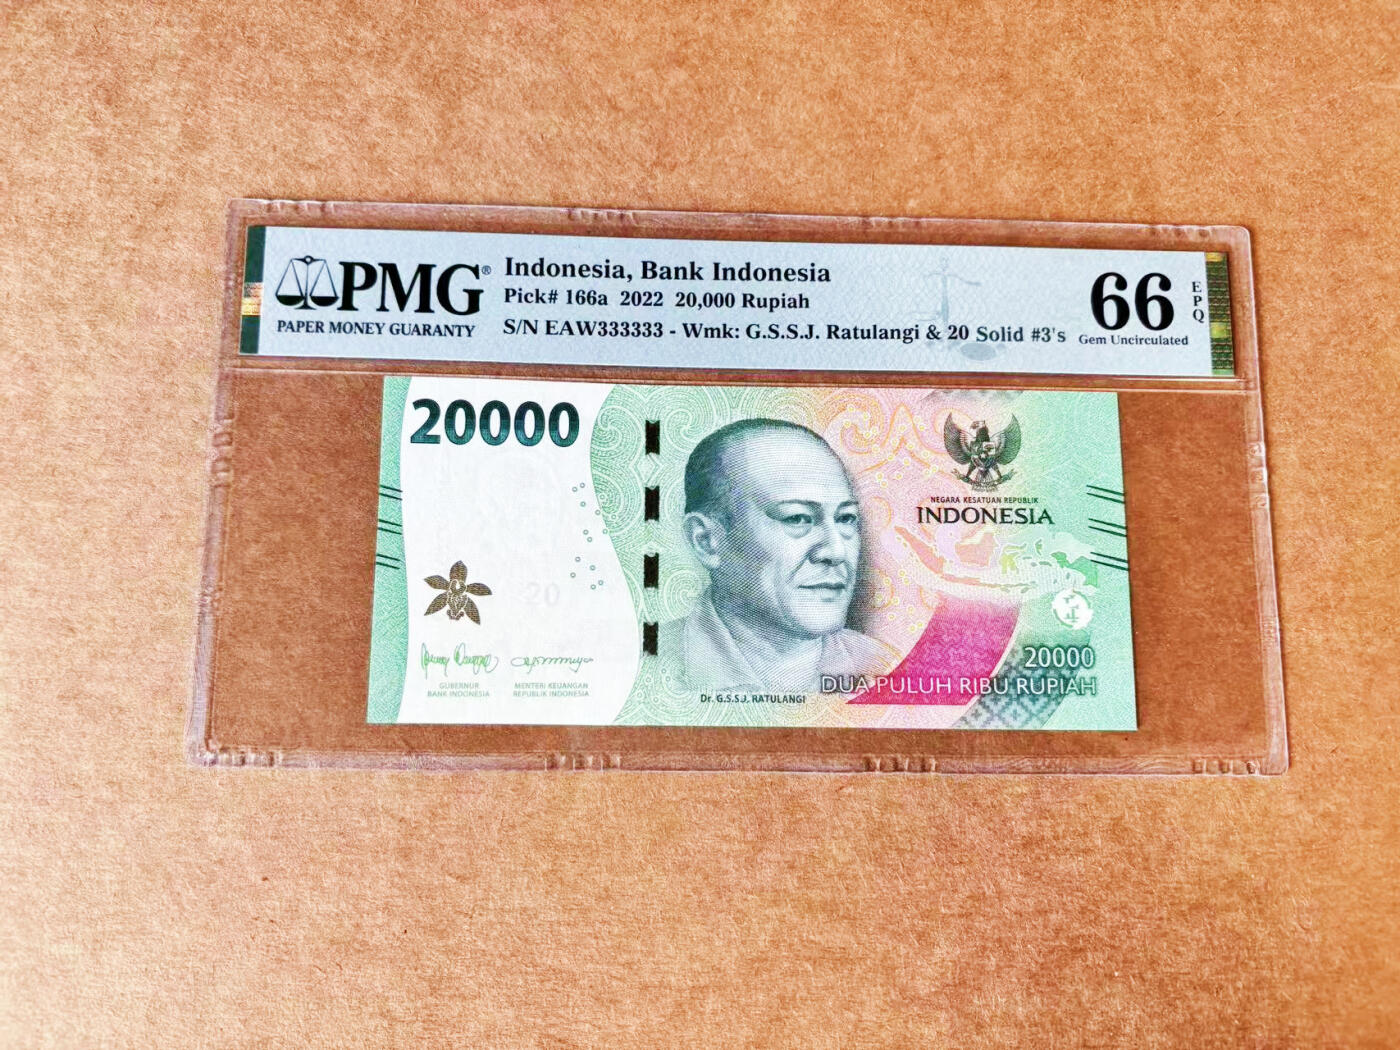 PMG®
PAPER MONEY GUARANTY
Indonesia, Bank Indonesia
Pick# 166a 2022 20,000 Rupiah
S/N EAW333333 - Wmk: G.S.S.J. Ratulangi & 20 Solid #3's
66
EPQ
Gem Uncirculated
20000
NEGARA KESATUAN REPUBLIK
INDONESIA
20
GUBERNUR
BANK INDONESIA
MENTERI KEUANGAN
REPUBLIK INDONESIA
Dr. G.S.S.J. RATULANGI
20000
DUA PULUH RIBU RUPIAH